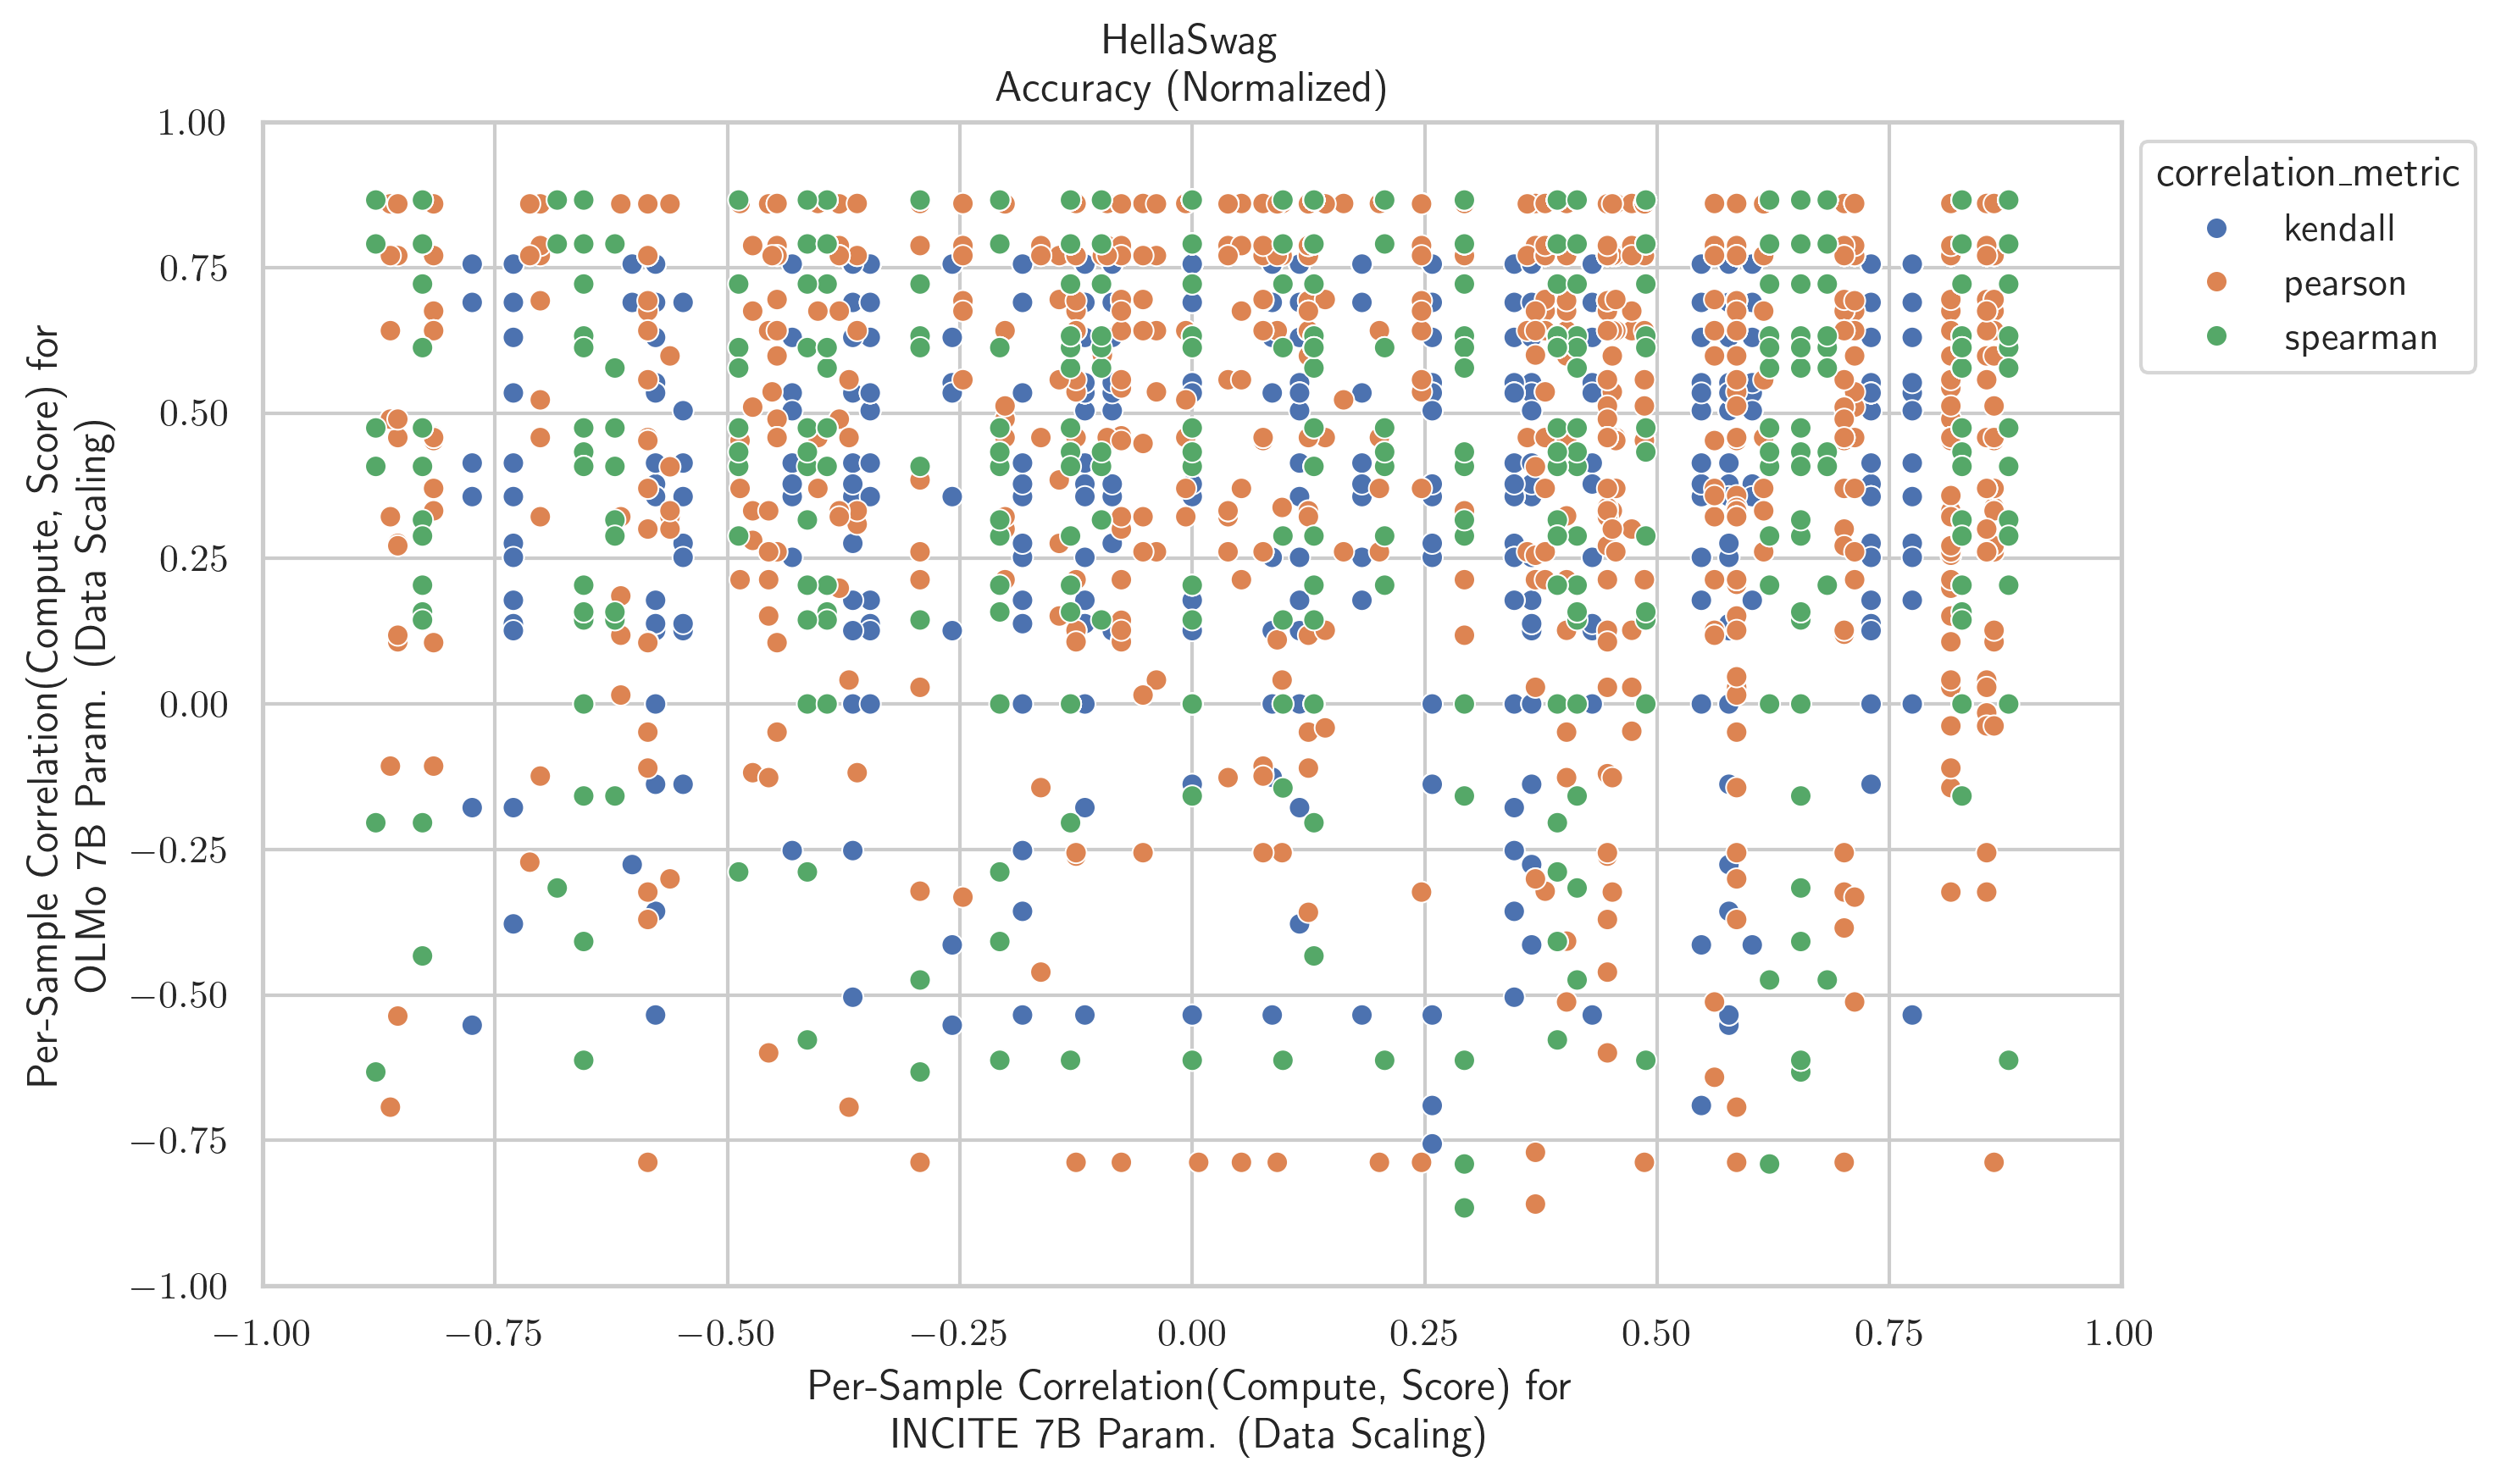 HellaSwag
Accuracy (Normalized)
Per-Sample Correlation(Compute, Score) for
OLMo 7B Param. (Data Scaling)
1.00
0.75
0.50
0.25
0.00
−0.25
−0.50
−0.75
−1.00
−1.00
−0.75
−0.50
−0.25
0.00
0.25
0.50
0.75
1.00
Per-Sample Correlation(Compute, Score) for
INCITE 7B Param. (Data Scaling)
correlation_metric
kendall
pearson
spearman